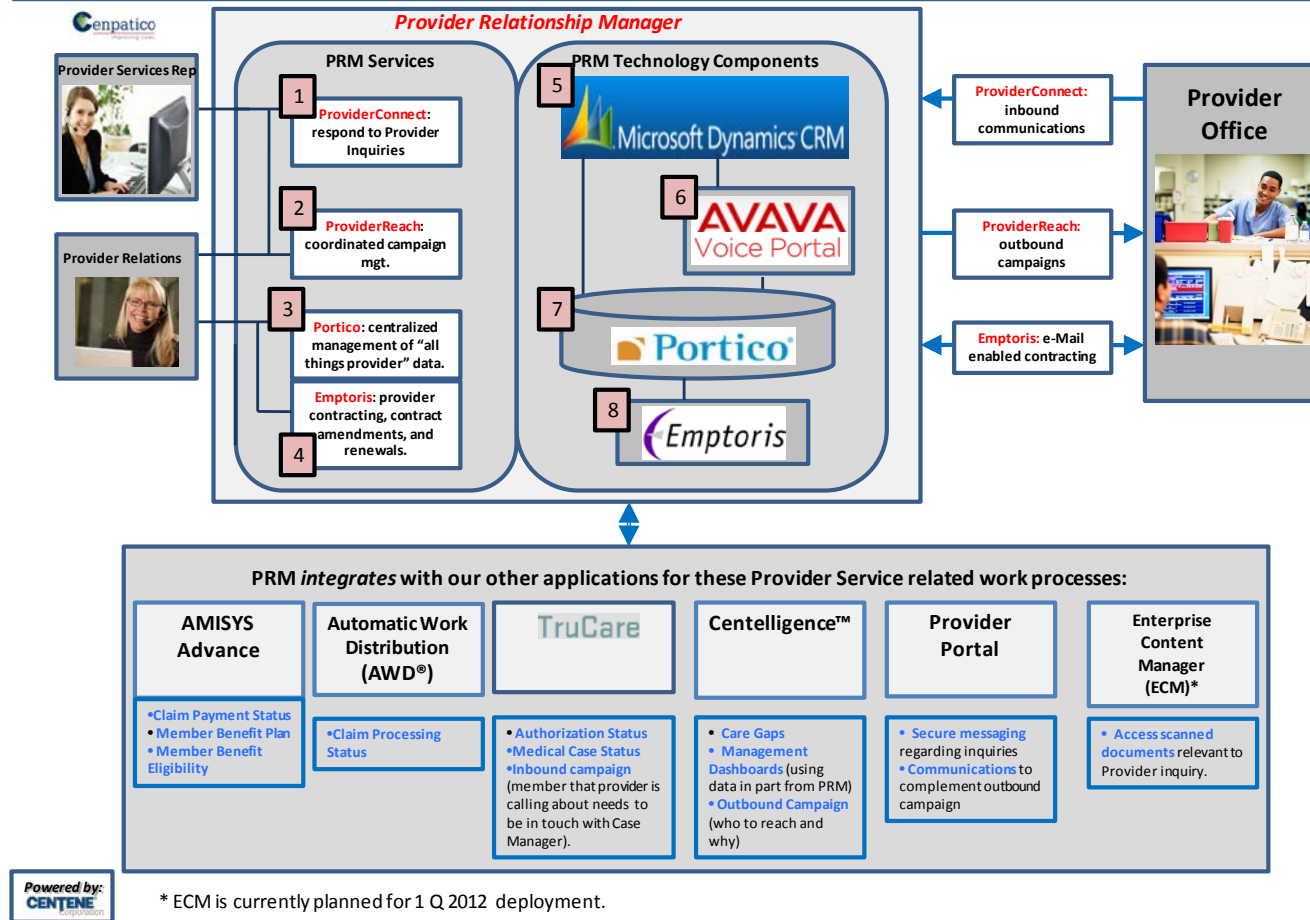 Cenpatico
Improving Lives
Provider Relationship Manager
Provider Services Rep
Provider Relations
PRM Services
1
ProviderConnect:
respond to Provider
Inquiries
2
ProviderReach:
coordinated campaign
mgt.
3
Portico: centralized
management of “all
things provider” data.
Emptoris: provider
contracting, contract
amendments, and
renewals.
4
PRM Technology Components
5
Microsoft Dynamics CRM
6
AVAVA
Voice Portal
7
Portico®
8
Emptoris
ProviderConnect:
inbound
communications
ProviderReach:
outbound
campaigns
Emptoris: e-Mail
enabled contracting
Provider
Office
PRM integrates with our other applications for these Provider Service related work processes:
AMISYS
Advance
•Claim Payment Status
• Member Benefit Plan
• Member Benefit
Eligibility
Automatic Work
Distribution
(AWD®)
•Claim Processing
Status
TruCare
• Authorization Status
•Medical Case Status
•Inbound campaign
(member that provider is
calling about needs to
be in touch with Case
Manager).
Centelligence™
• Care Gaps
• Management
Dashboards (using
data in part from PRM)
• Outbound Campaign
(who to reach and
why)
Provider
Portal
• Secure messaging
regarding inquiries
• Communications to
complement outbound
campaign
Enterprise
Content
Manager
(ECM)*
• Access scanned
documents relevant to
Provider inquiry.
Powered by:
CENTENE®
Corporation
* ECM is currently planned for 1 Q 2012 deployment.